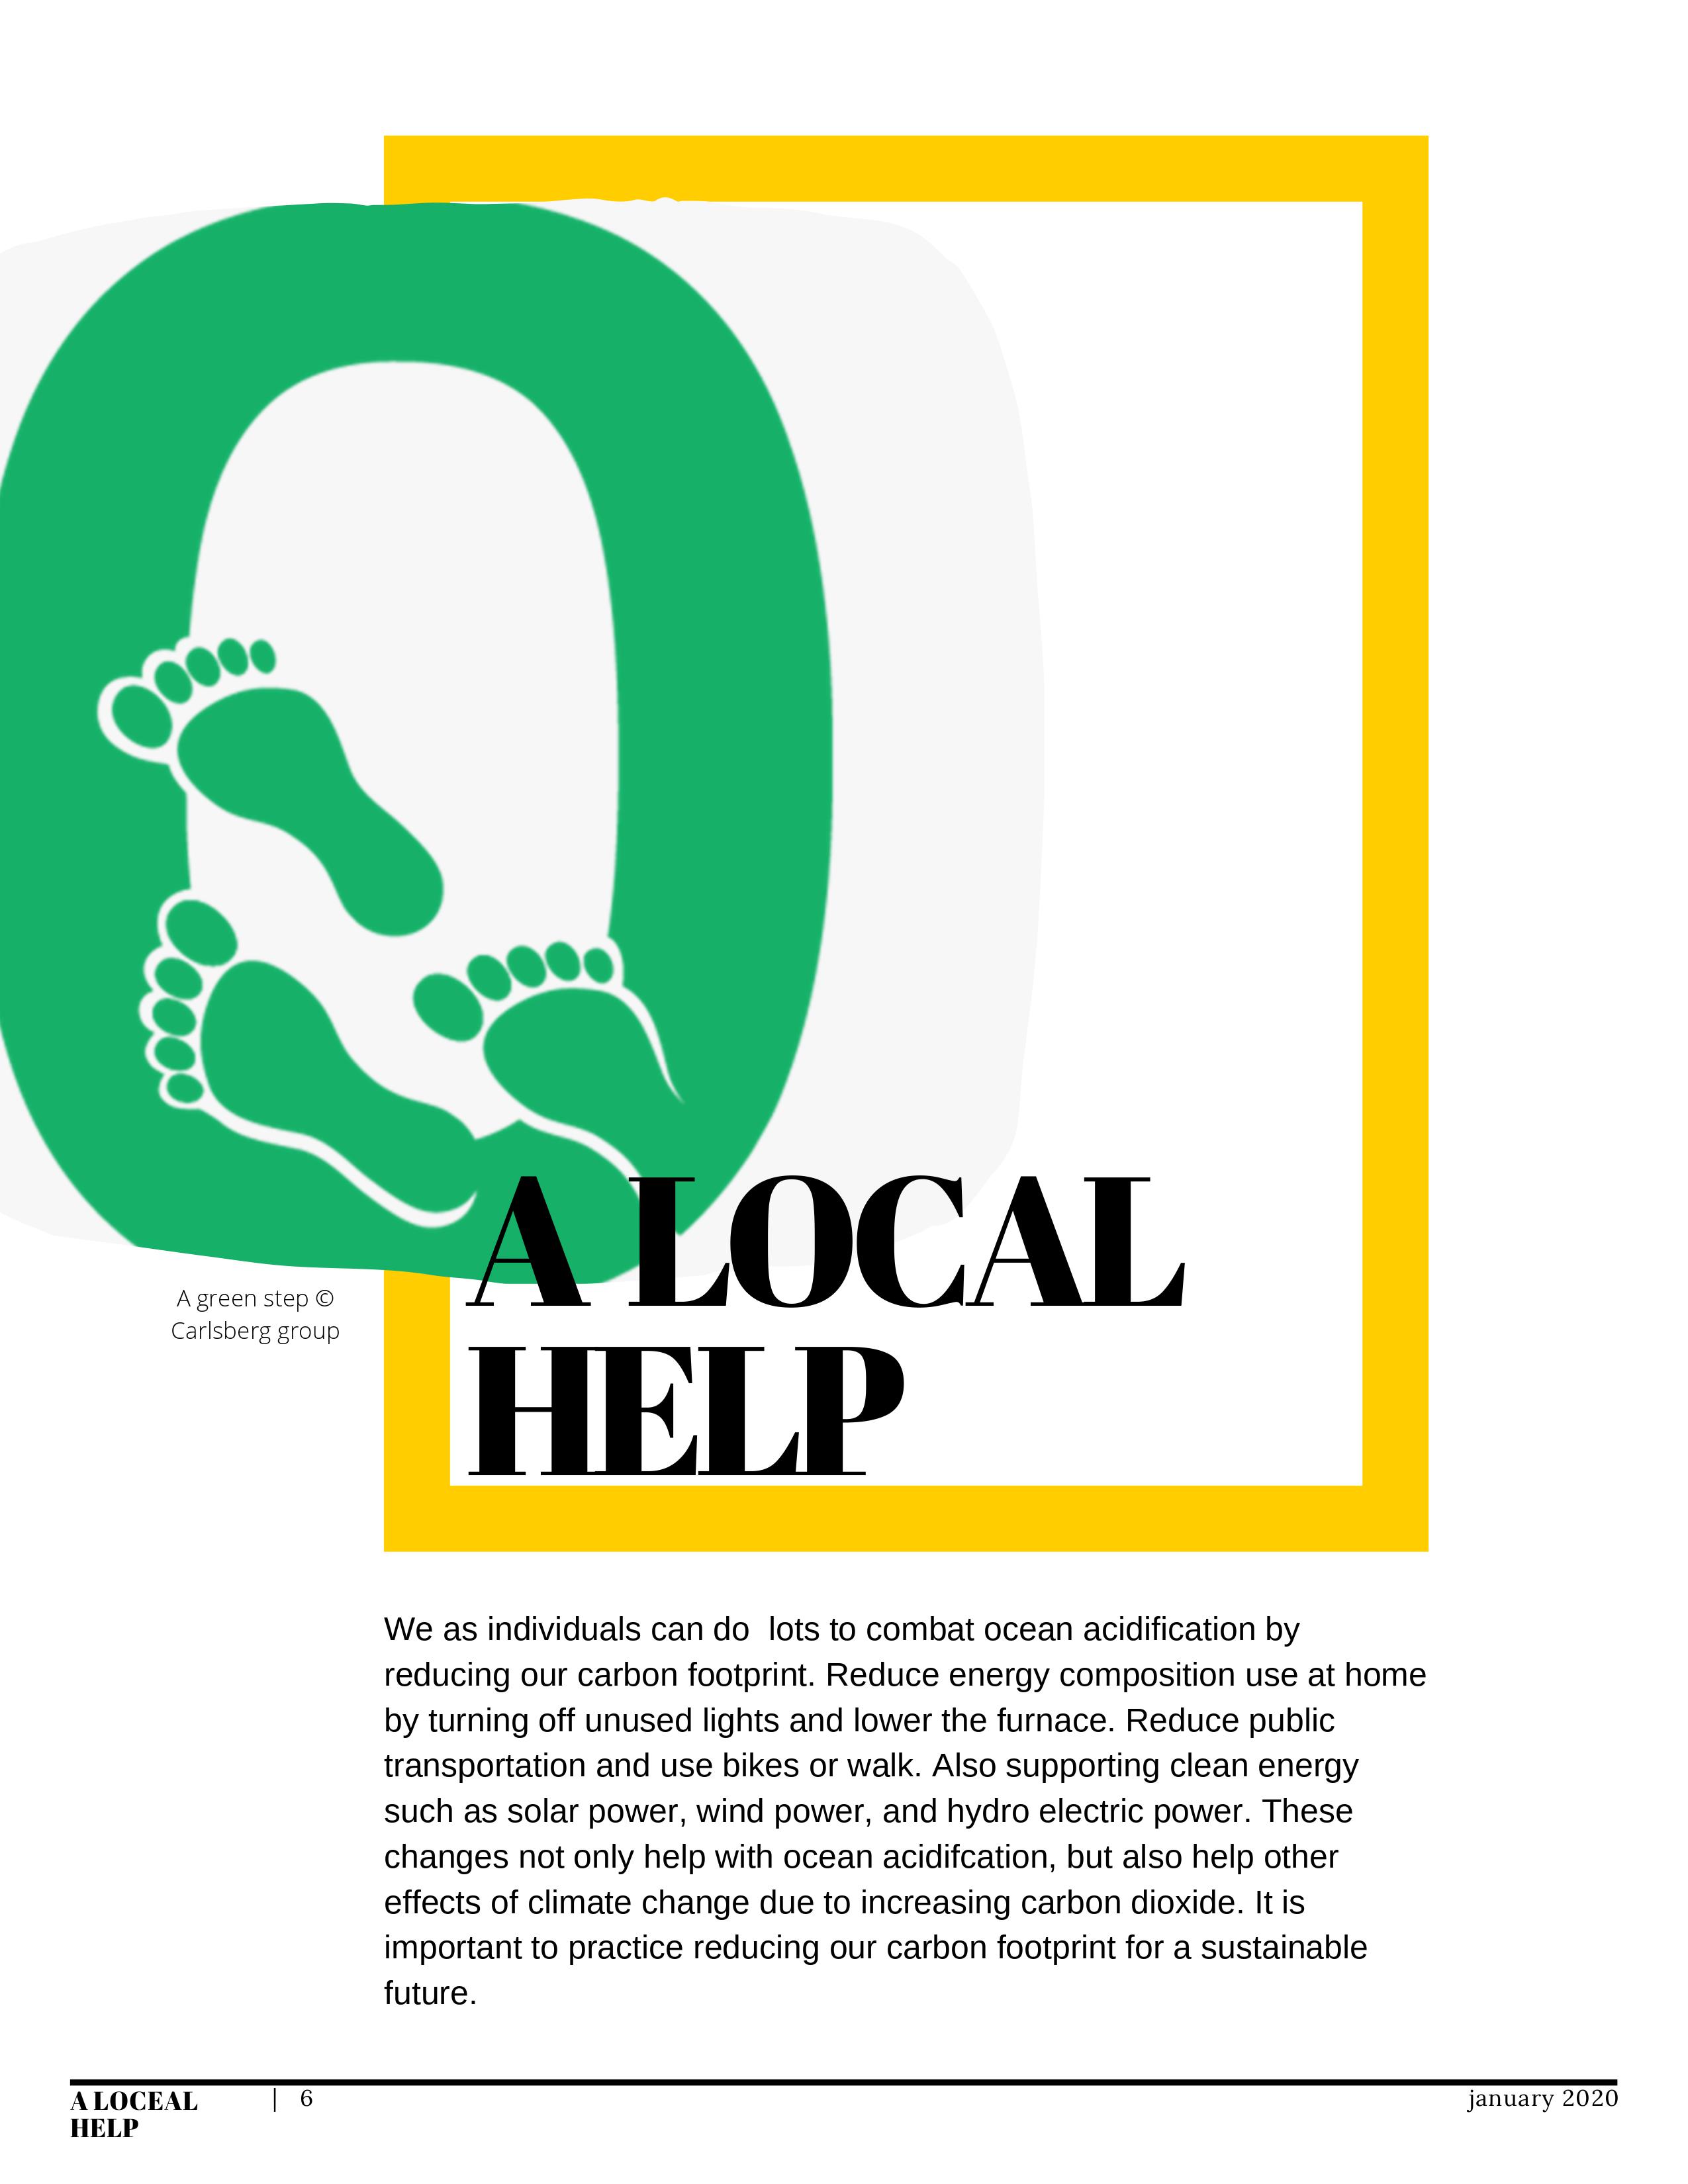 A LOCAL
HELP
A green step ©
Carlsberg group
We as individuals can do  lots to combat ocean acidification by
reducing our carbon footprint. Reduce energy composition use at home
by turning off unused lights and lower the furnace. Reduce public
transportation and use bikes or walk. Also supporting clean energy
such as solar power, wind power, and hydro electric power. These
changes not only help with ocean acidifcation, but also help other
effects of climate change due to increasing carbon dioxide. It is
important to practice reducing our carbon footprint for a sustainable
future.
A LOCEAL
HELP
| 6
january 2020